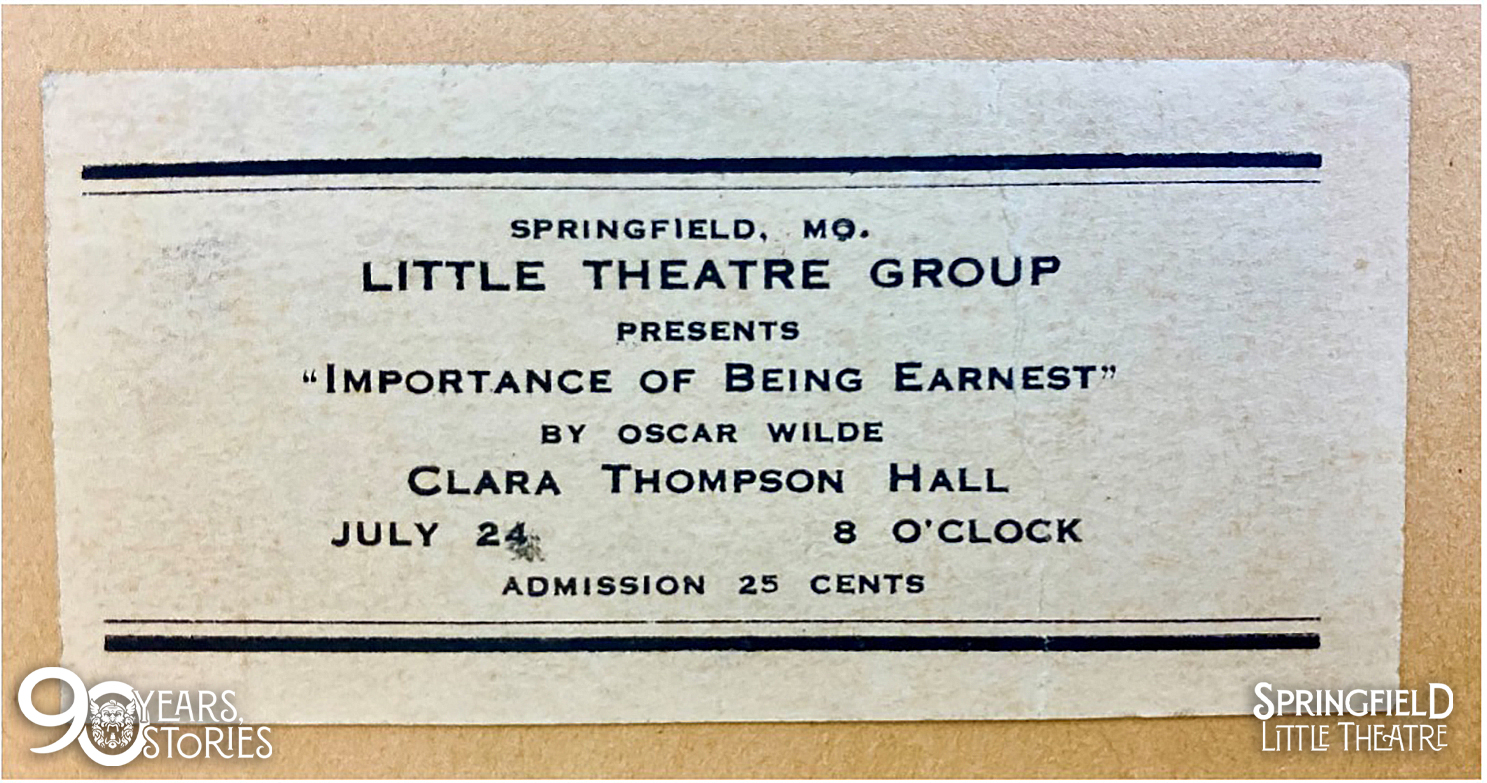 SPRINGFIELD, MO.
LITTLE THEATRE GROUP
PRESENTS
“IMPORTANCE OF BEING EARNEST”
BY OSCAR WILDE
CLARA THOMPSON HALL
JULY 24 8 O'CLOCK
ADMISSION 25 CENTS
90 YEARS,
STORIES
SPRINGFIELD
LITTLE THEATRE